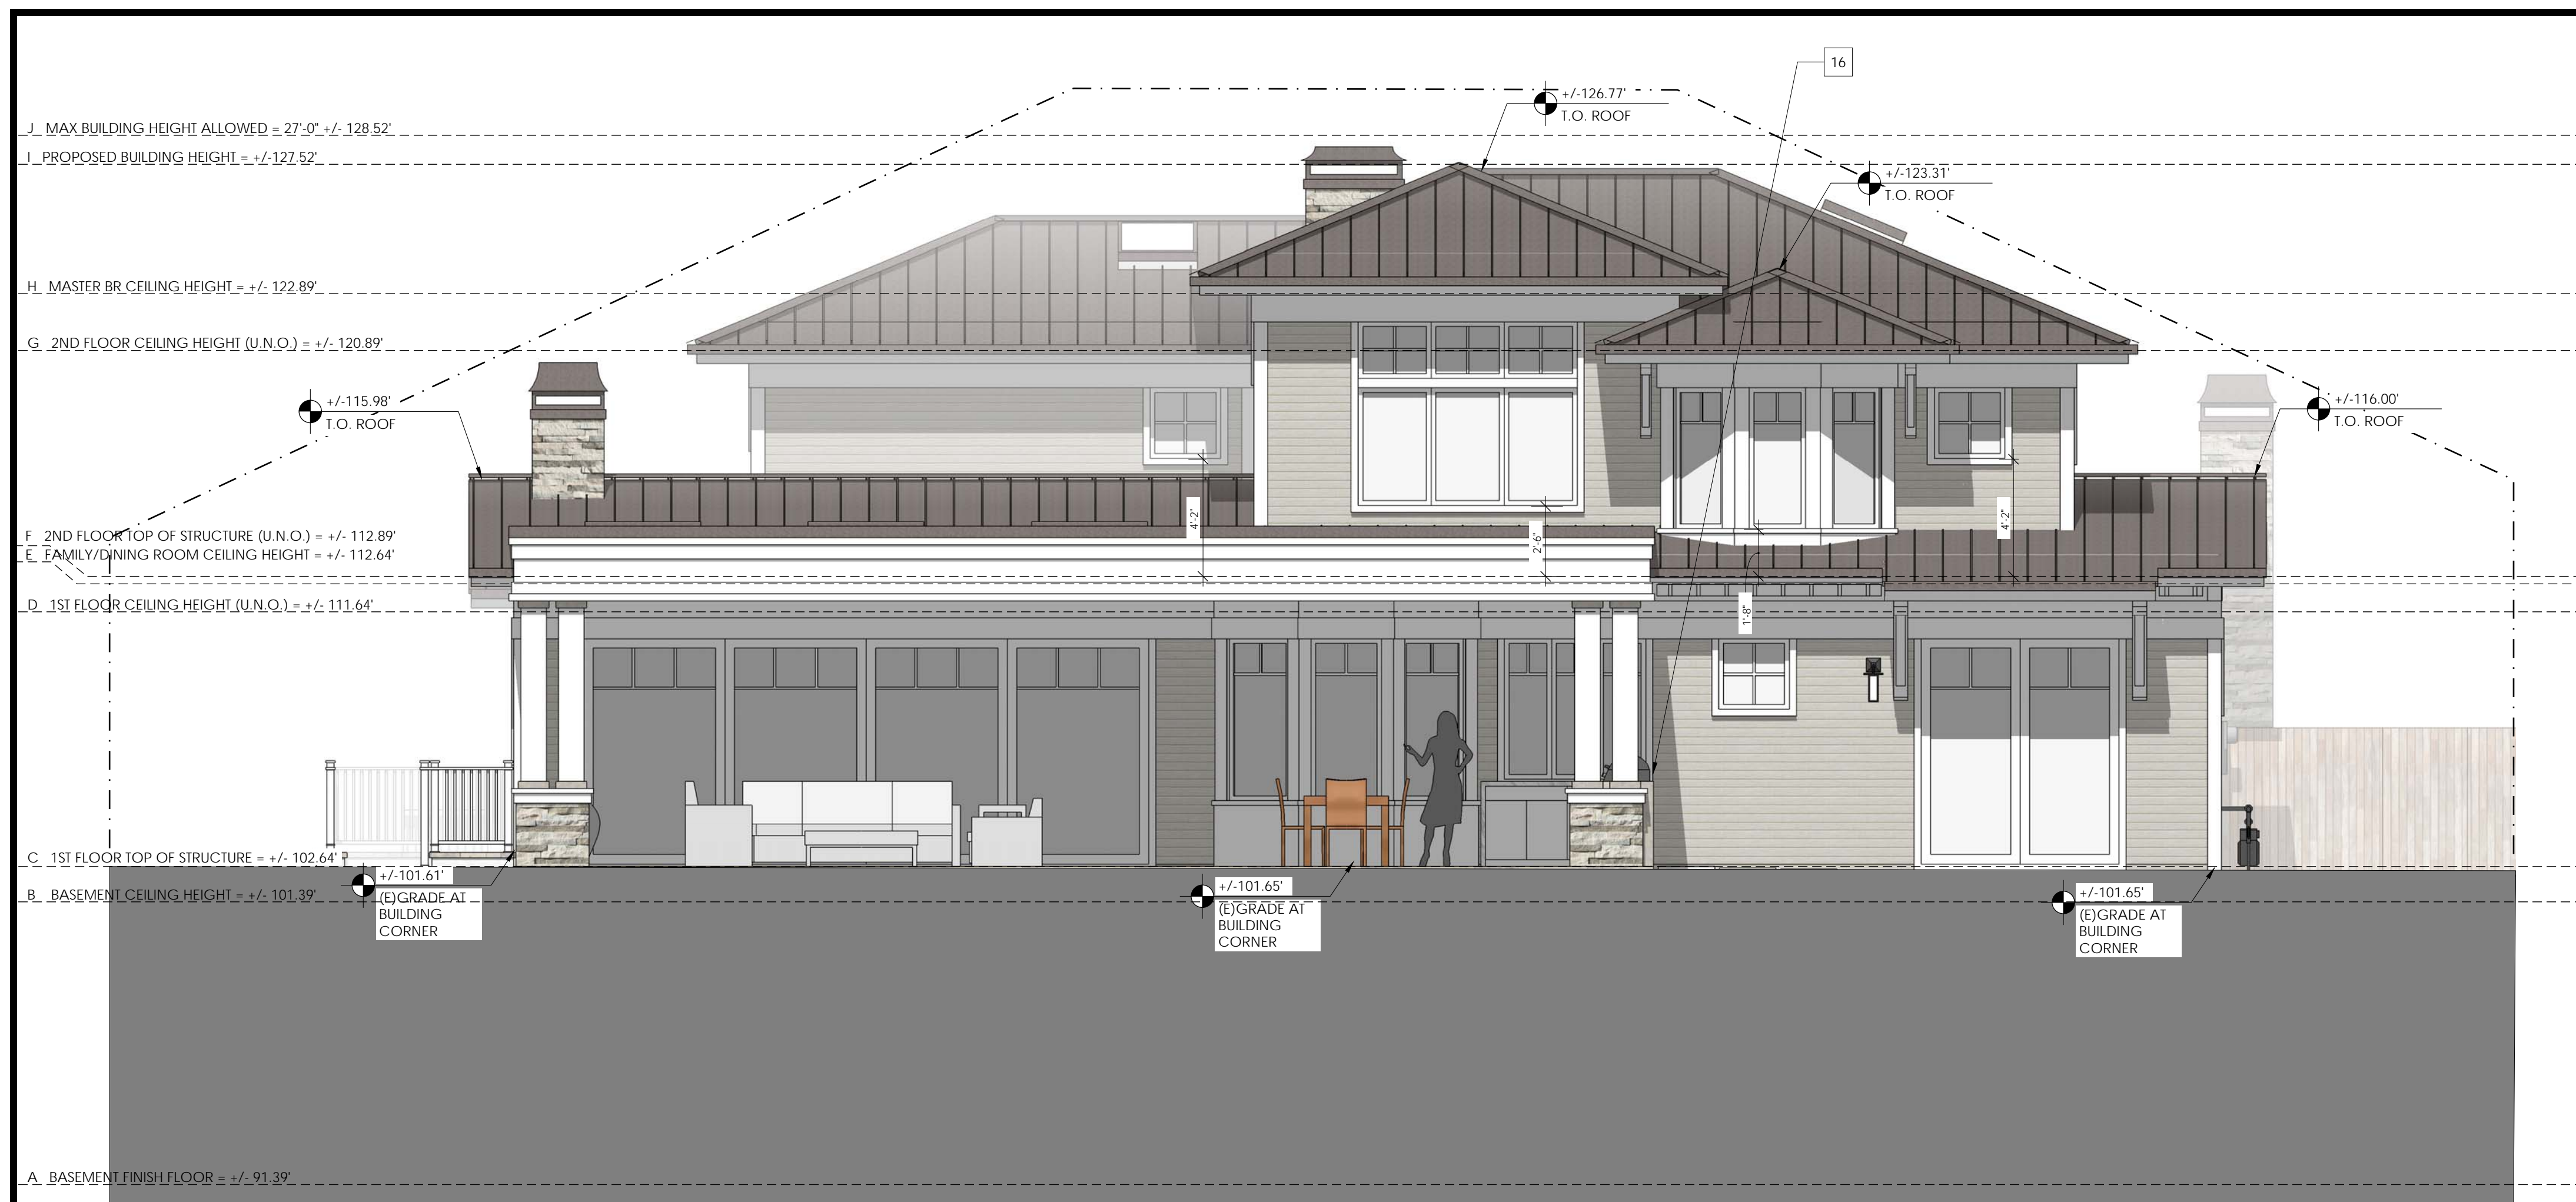 16
+/-126.77'
T.O. ROOF
J   MAX BUILDING HEIGHT ALLOWED = 27'-0" +/- 128.52'
I   PROPOSED BUILDING HEIGHT = +/-127.52'
+/-123.31'
T.O. ROOF
H   MASTER BR CEILING HEIGHT = +/- 122.89'
G   2ND FLOOR CEILING HEIGHT (U.N.O.) = +/- 120.89'
+/-115.98'
T.O. ROOF
+/-116.00'
T.O. ROOF
4'-2"
2'-6"
4'-2"
F   2ND FLOOR TOP OF STRUCTURE (U.N.O.) = +/- 112.89'
E   FAMILY/DINING ROOM CEILING HEIGHT = +/- 112.64'
D   1ST FLOOR CEILING HEIGHT (U.N.O.) = +/- 111.64'
1'-8"
C   1ST FLOOR TOP OF STRUCTURE = +/- 102.64'
B   BASEMENT CEILING HEIGHT = +/- 101.39'
+/-101.61'
(E)GRADE AT
BUILDING
CORNER
+/-101.65'
(E)GRADE AT
BUILDING
CORNER
+/-101.65'
(E)GRADE AT
BUILDING
CORNER
A   BASEMENT FINISH FLOOR = +/- 91.39'